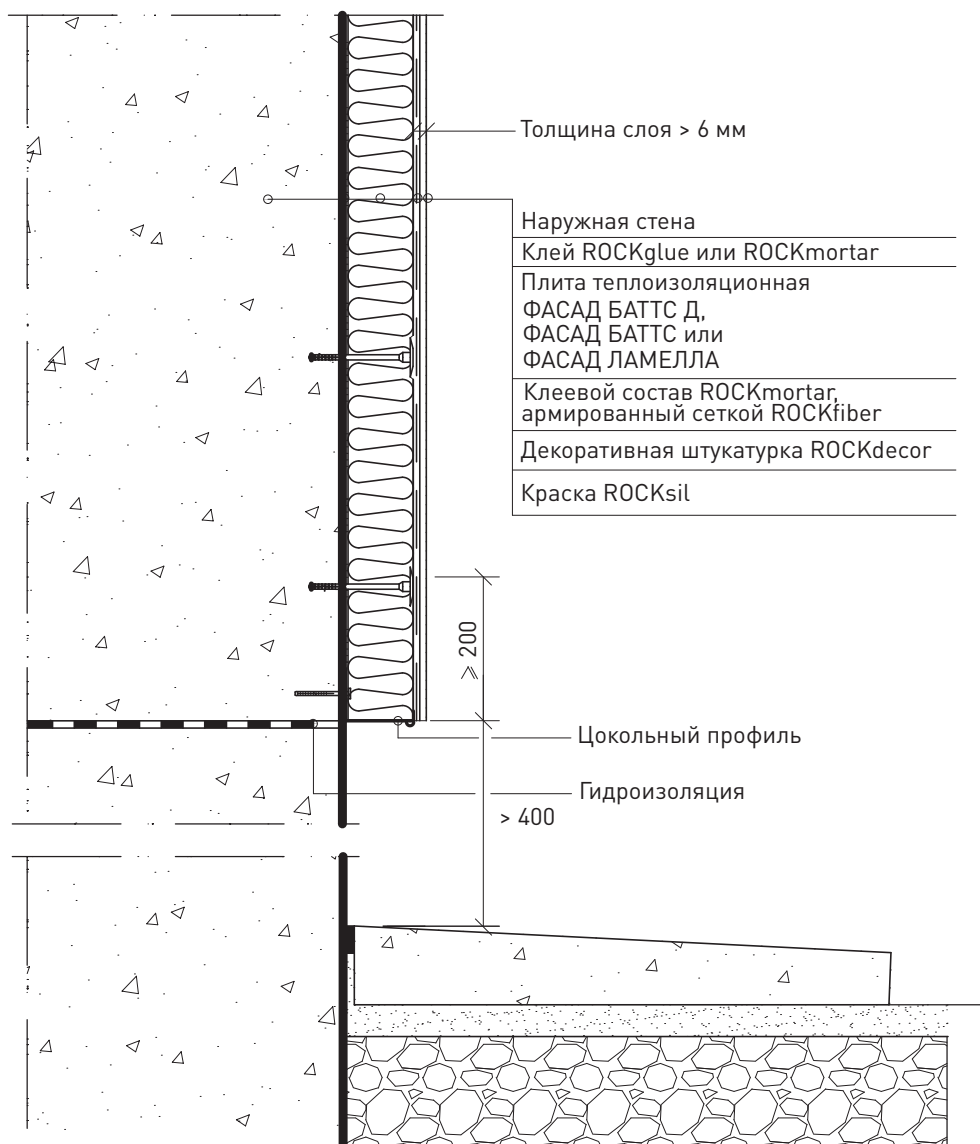 Толщина слоя > 6 мм
Наружная стена
Клей ROCKglue или ROCKmortar
Плита теплоизоляционная
ФАСАД БАТТС Д,
ФАСАД БАТТС или
ФАСАД ЛАМЕЛЛА
Клеевой состав ROCKmortar,
армированный сеткой ROCKfiber
Декоративная штукатурка ROCKdecor
Краска ROCKsil
⩾ 200
Цокольный профиль
Гидроизоляция
> 400